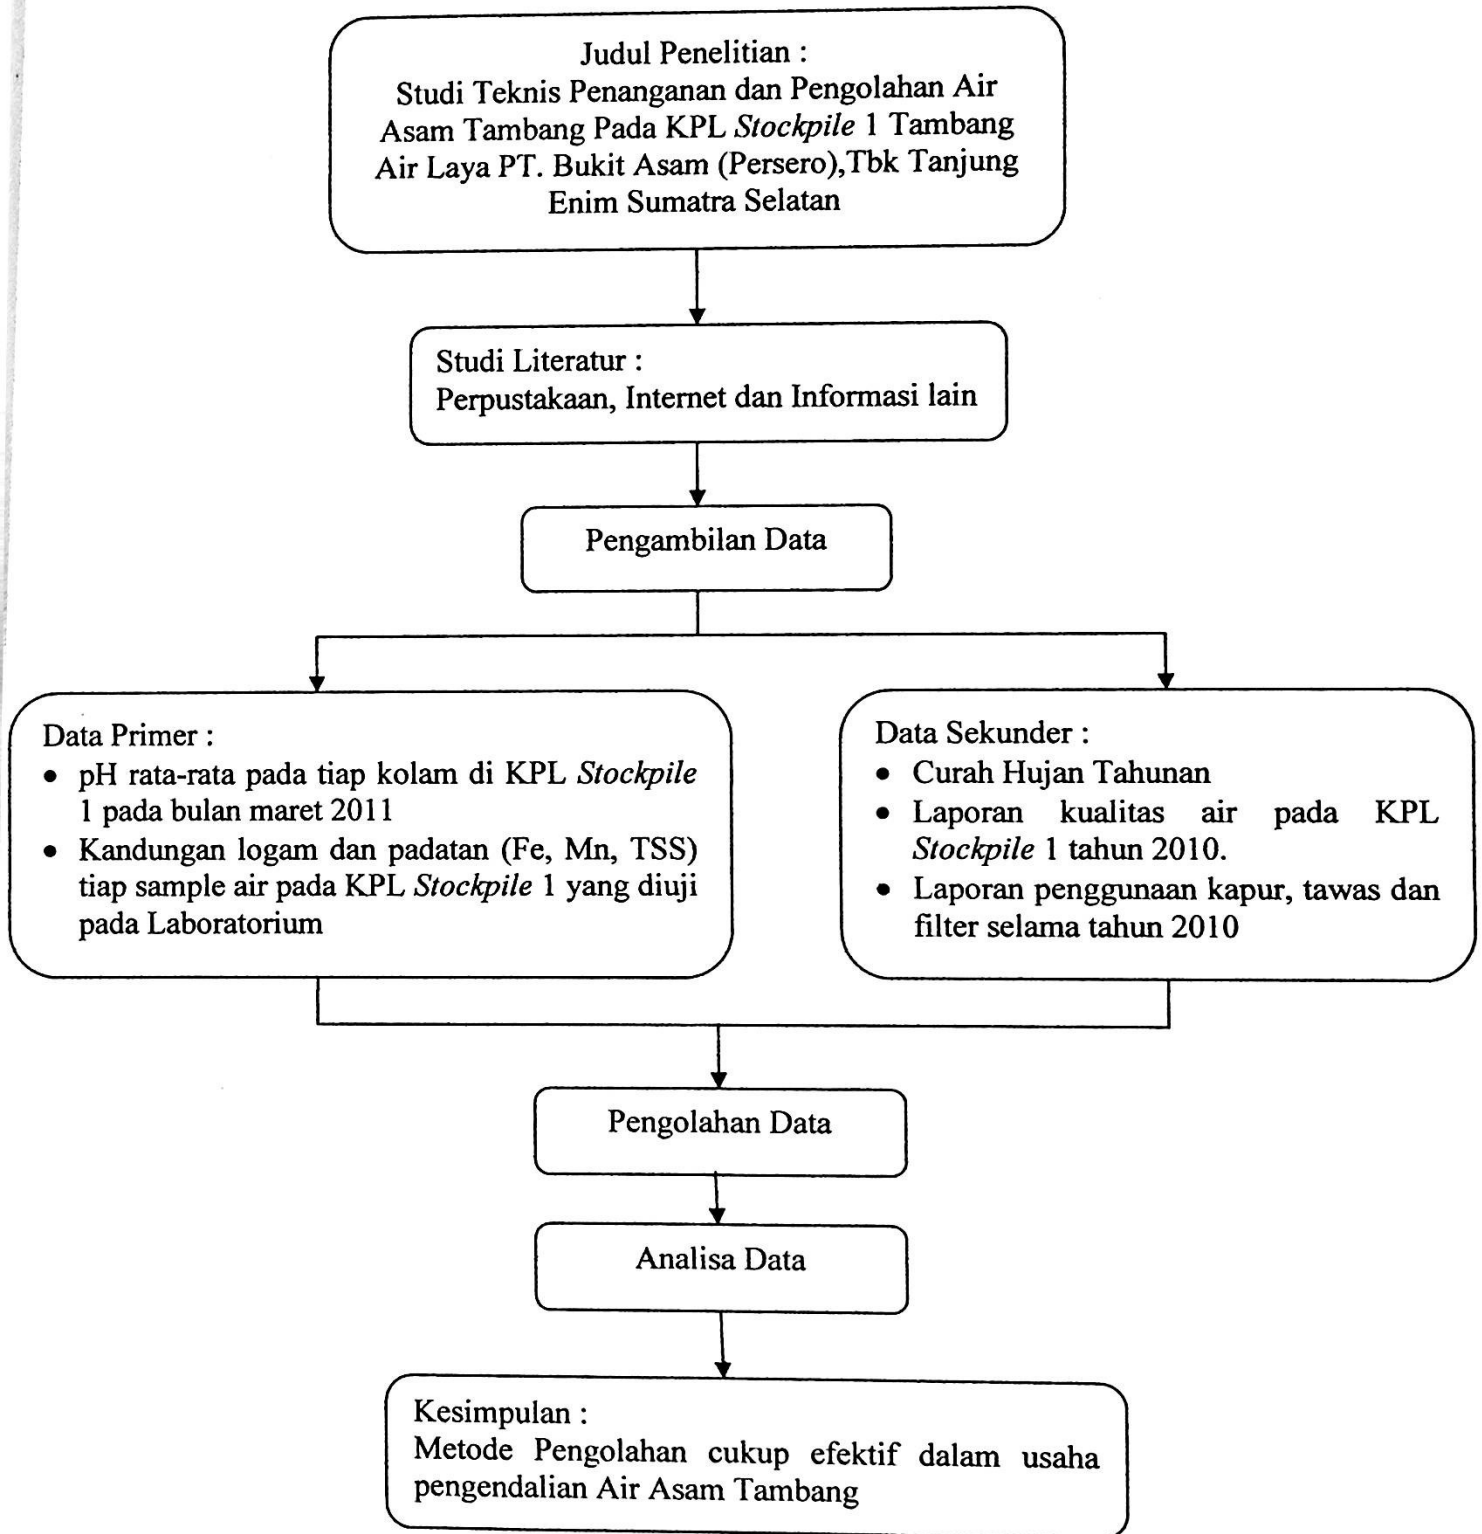 Judul Penelitian :
Studi Teknis Penanganan dan Pengolahan Air
Asam Tambang Pada KPL Stockpile 1 Tambang
Air Laya PT. Bukit Asam (Persero),Tbk Tanjung
Enim Sumatra Selatan
Studi Literatur :
Perpustakaan, Internet dan Informasi lain
Pengambilan Data
Data Primer :
• pH rata-rata pada tiap kolam di KPL Stockpile
1 pada bulan maret 2011
• Kandungan logam dan padatan (Fe, Mn, TSS)
tiap sample air pada KPL Stockpile 1 yang diuji
pada Laboratorium
Data Sekunder :
• Curah Hujan Tahunan
• Laporan kualitas air pada KPL
Stockpile 1 tahun 2010.
• Laporan penggunaan kapur, tawas dan
filter selama tahun 2010
Pengolahan Data
Analisa Data
Kesimpulan :
Metode Pengolahan cukup efektif dalam usaha
pengendalian Air Asam Tambang